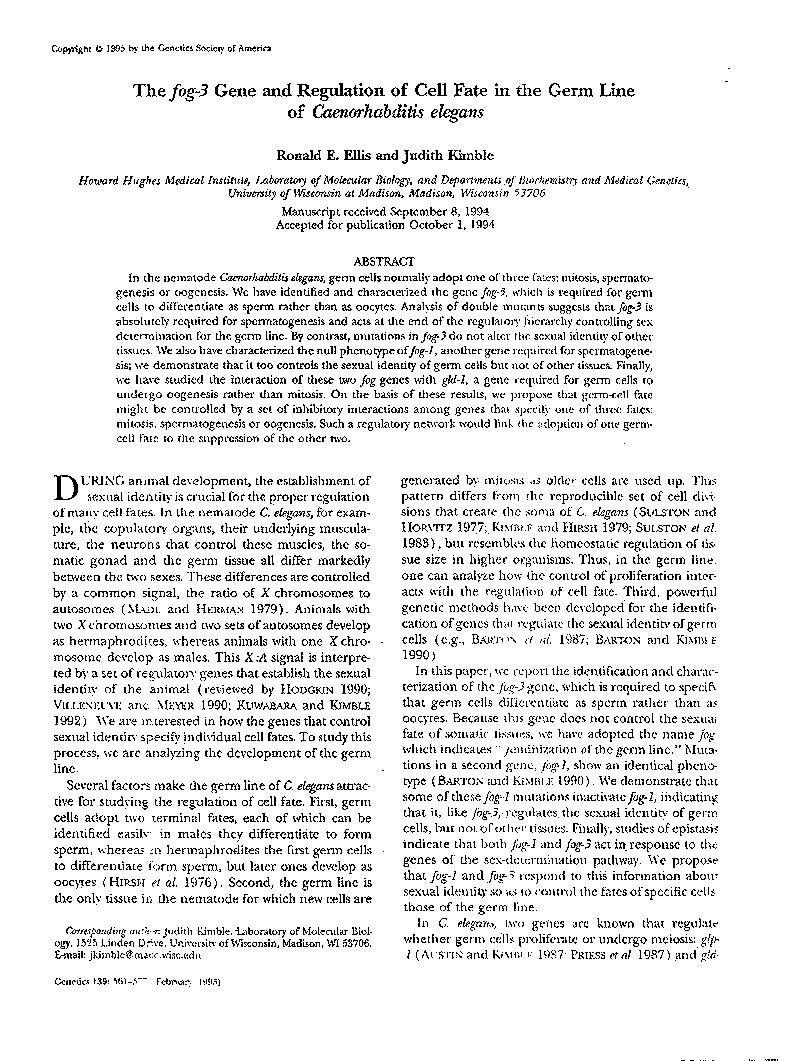 Copyright © 1995 by the Genetics Society of America
The fog-3 Gene and Regulation of Cell Fate in the Germ Line
of Caenorhabditis elegans
Ronald E. Ellis and Judith Kimble
Howard Hughes Medical Institute, Laboratory of Molecular Biology, and Departments of Biochemistry and Medical Genetics,
University of Wisconsin at Madison, Madison, Wisconsin 53706
Manuscript received September 8, 1994
Accepted for publication October 1, 1994
ABSTRACT
In the nematode Caenorhabditis elegans, germ cells normally adopt one of three fates: mitosis, spermato-
genesis or oogenesis. We have identified and characterized the gene fog-3, which is required for germ
cells to differentiate as sperm rather than as oocytes. Analysis of double mutants suggests that fog-3 is
absolutely required for spermatogenesis and acts at the end of the regulatory hierarchy controlling sex
determination for the germ line. By contrast, mutations in fog-3 do not alter the sexual identity of other
tissues. We also have characterized the null phenotype of fog-1, another gene required for spermatogene-
sis; we demonstrate that it too controls the sexual identity of germ cells but not of other tissues. Finally,
we have studied the interaction of these two fog genes with gld-1, a gene required for germ cells to
undergo oogenesis rather than mitosis. On the basis of these results, we propose that germ-cell fate
might be controlled by a set of inhibitory interactions among genes that specify one of three fates:
mitosis, spermatogenesis or oogenesis. Such a regulatory network would link the adoption of one germ-
cell fate to the suppression of the other two.
DURING animal development, the establishment of
sexual identity is crucial for the proper regulation
of many cell fates. In the nematode C. elegans, for exam-
ple, the copulatory organs, their underlying muscula-
ture, the neurons that control these muscles, the so-
matic gonad and the germ tissue all differ markedly
between the two sexes. These differences are controlled
by a common signal, the ratio of X chromosomes to
autosomes (MADL and HERMAN 1979). Animals with
two X chromosomes and two sets of autosomes develop
as hermaphrodites, whereas animals with one X chro-
mosome develop as males. This X:A signal is interpre-
ted by a set of regulatory genes that establish the sexual
identity of the animal (reviewed by HODGKIN 1990;
VILLENEUVE and MEYER 1990; KUWABARA and KIMBLE
1992) We are interested in how the genes that control
sexual identity specify individual cell fates. To study this
process, we are analyzing the development of the germ
line.
Several factors make the germ line of C. elegans attrac-
tive for studying the regulation of cell fate. First, germ
cells adopt two terminal fates, each of which can be
identified easily: in males they differentiate to form
sperm, whereas in hermaphrodites the first germ cells
to differentiate form sperm, but later ones develop as
oocytes (HIRSH et al. 1976). Second, the germ line is
the only tissue in the nematode for which new cells are
Corresponding author: Judith Kimble, Laboratory of Molecular Biol-
ogy, 1525 Linden Drive, University of Wisconsin, Madison, WI 53706.
E-mail: jkimble@macc.wisc.edu
Genetics 139: 561-577 (February, 1995)
generated by mitosis as older cells are used up. This
pattern differs from the reproducible set of cell divi-
sions that create the soma of C. elegans (SULSTON and
HORVITZ 1977; KIMBLE and HIRSH 1979; SULSTON et al.
1983), but resembles the homeostatic regulation of tis-
sue size in higher organisms. Thus, in the germ line,
one can analyze how the control of proliferation inter-
acts with the regulation of cell fate. Third, powerful
genetic methods have been developed for the identifi-
cation of genes that regulate the sexual identity of germ
cells (e.g., BARTON et al. 1987; BARTON and KIMBLE
1990)
In this paper, we report the identification and charac-
terization of the fog-3 gene, which is required to specify
that germ cells differentiate as sperm rather than as
oocytes. Because this gene does not control the sexual
fate of somatic tissues, we have adopted the name fog
which indicates "feminization of the germ line." Muta-
tions in a second gene, fog-1, show an identical pheno-
type (BARTON and KIMBLE 1990). We demonstrate that
some of these fog-1 mutations inactivate fog-1, indicating
that it, like fog-3, regulates the sexual identity of germ
cells, but not of other tissues. Finally, studies of epistasis
indicate that both fog-1 and fog-3 act in response to the
genes of the sex-determination pathway. We propose
that fog-1 and fog-3 respond to this information about
sexual identity so as to control the fates of specific cells
those of the germ line.
In C. elegans, two genes are known that regulate
whether germ cells proliferate or undergo meiosis: glp-
1 (AUSTIN and KIMBLE 1987; PRIESS et al. 1987) and gld-